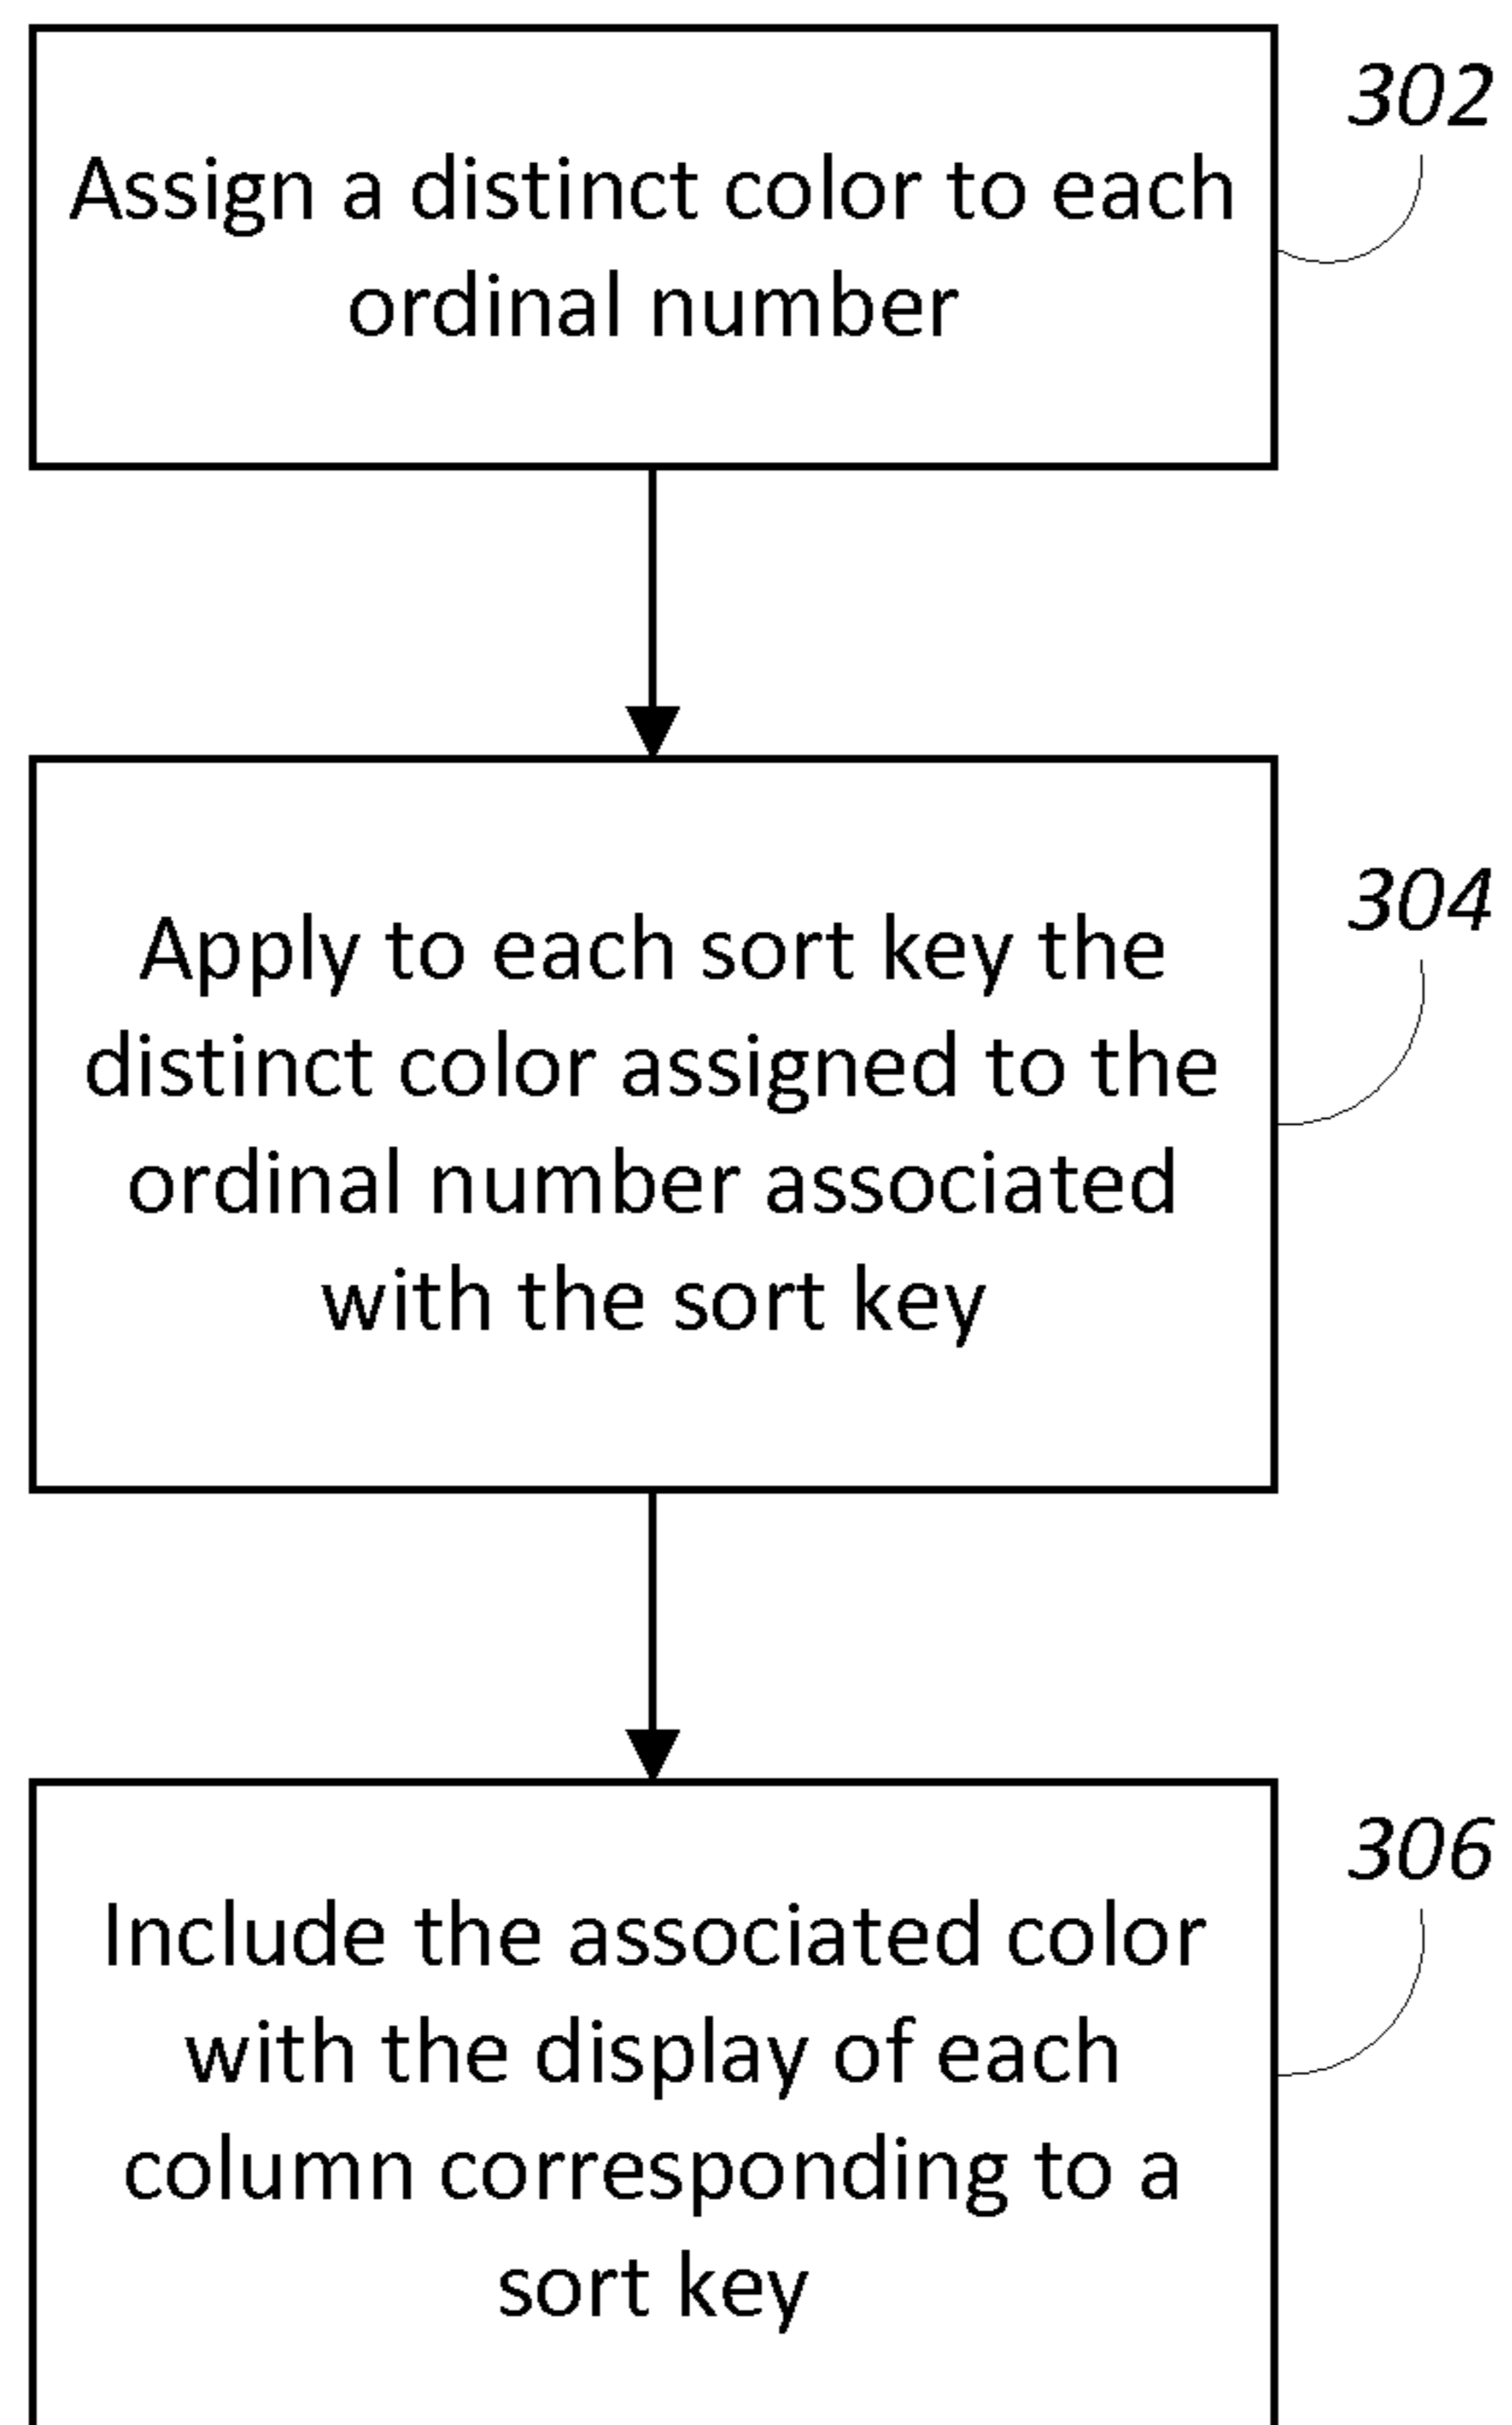 302
Assign a distinct color to each
ordinal number
304
Apply to each sort key the
distinct color assigned to the
ordinal number associated
with the sort key
306
Include the associated color
with the display of each
column corresponding to a
sort key